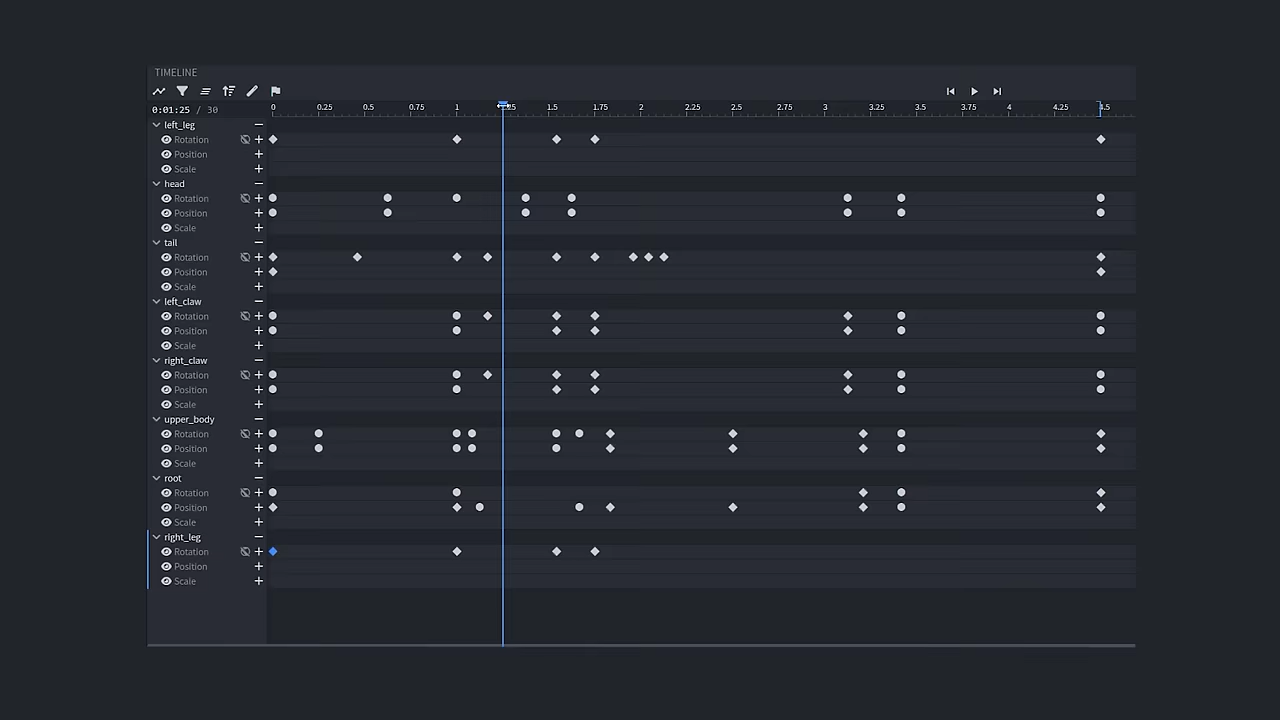 TIMELINE
0:01:25 / 30 0 0.25 0.5 0.75 1 1.5 1.75 2 2.25 2.5 2.75 3 3.25 3.5 3.75 4 4.25 4.5
left_leg
Rotation
Position
Scale
head
Rotation
Position
Scale
tail
Rotation
Position
Scale
left_claw
Rotation
Position
Scale
right_claw
Rotation
Position
Scale
upper_body
Rotation
Position
Scale
root
Rotation
Position
Scale
right_leg
Rotation
Position
Scale